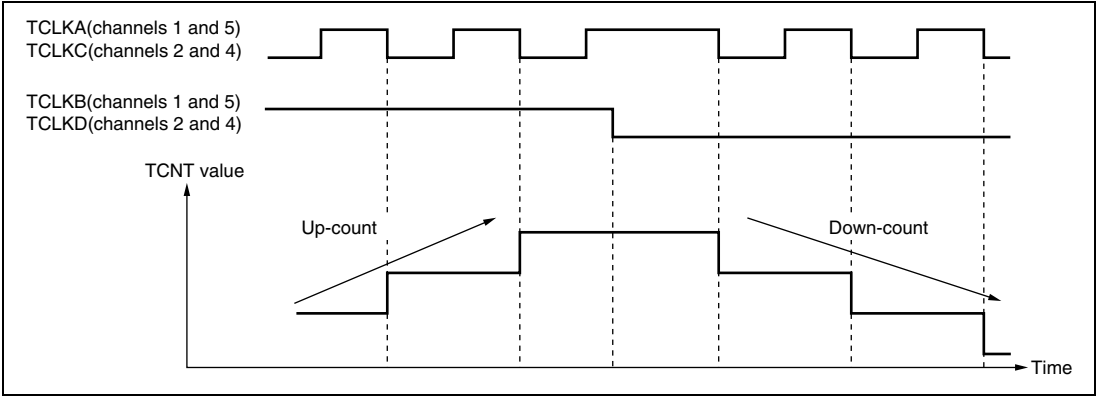 TCLKA(channels 1 and 5)
TCLKC(channels 2 and 4)
TCLKB(channels 1 and 5)
TCLKD(channels 2 and 4)
TCNT value
Up-count
Down-count
Time